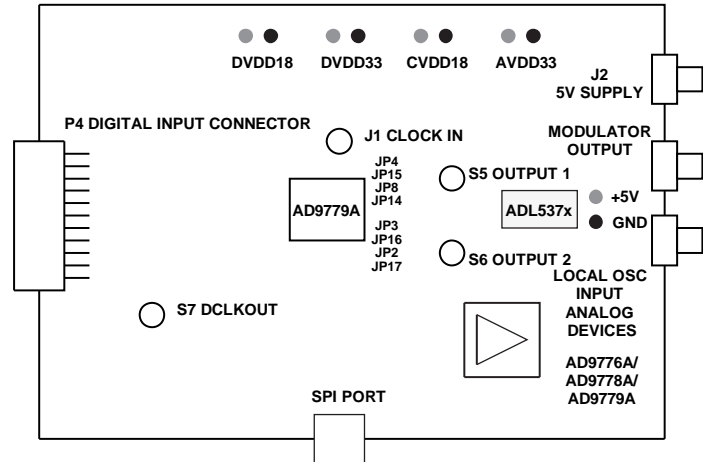 DVDD18 DVDD33 CVDD18 AVDD33
J2
5V SUPPLY
P4 DIGITAL INPUT CONNECTOR
J1 CLOCK IN
MODULATOR
OUTPUT
JP4
JP15
JP8
JP14
JP3
JP16
JP2
JP17
S5 OUTPUT 1
AD9779A
ADL537x
+5V
GND
S6 OUTPUT 2
LOCAL OSC
INPUT
ANALOG
DEVICES
AD9776A/
AD9778A/
AD9779A
S7 DCLKOUT
SPI PORT